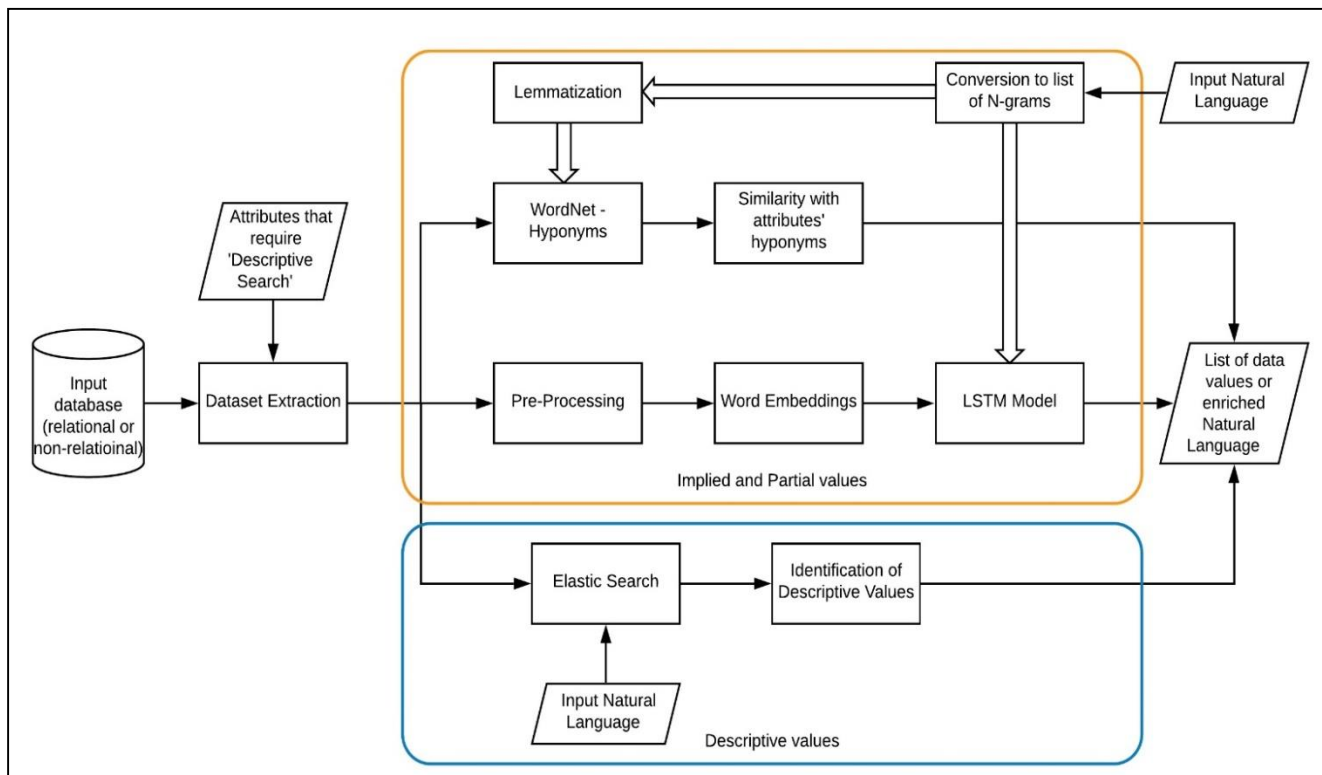 Lemmatization
Conversion to list
of N-grams
Input Natural
Language
Attributes that
require
'Descriptive
Search'
WordNet -
Hyponyms
Similarity with
attributes'
hyponyms
Input
database
(relational or
non-relatioinal)
Dataset Extraction
Pre-Processing
Word Embeddings
LSTM Model
List of data
values or
enriched
Natural
Language
Implied and Partial values
Elastic Search
Identification of
Descriptive Values
Input Natural
Language
Descriptive values